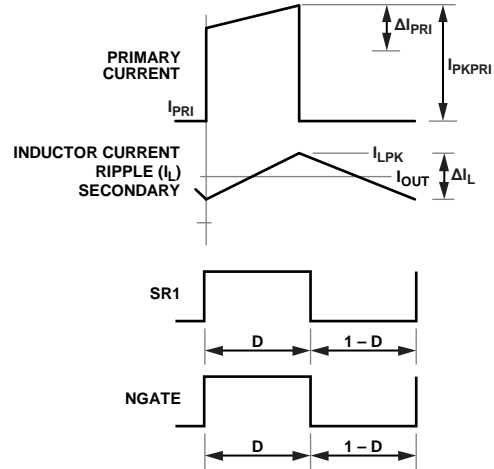 ΔIPRI
PRIMARY
CURRENT
IPKPRI
IPRI
INDUCTOR CURRENT
RIPPLE (IL)
SECONDARY
ILPK
IOUT
ΔIL
SR1
D
1 – D
NGATE
D
1 – D